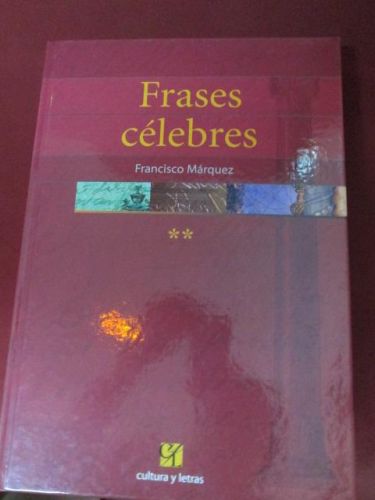 Frases
célebres
Francisco Márquez
**
cultura y letras